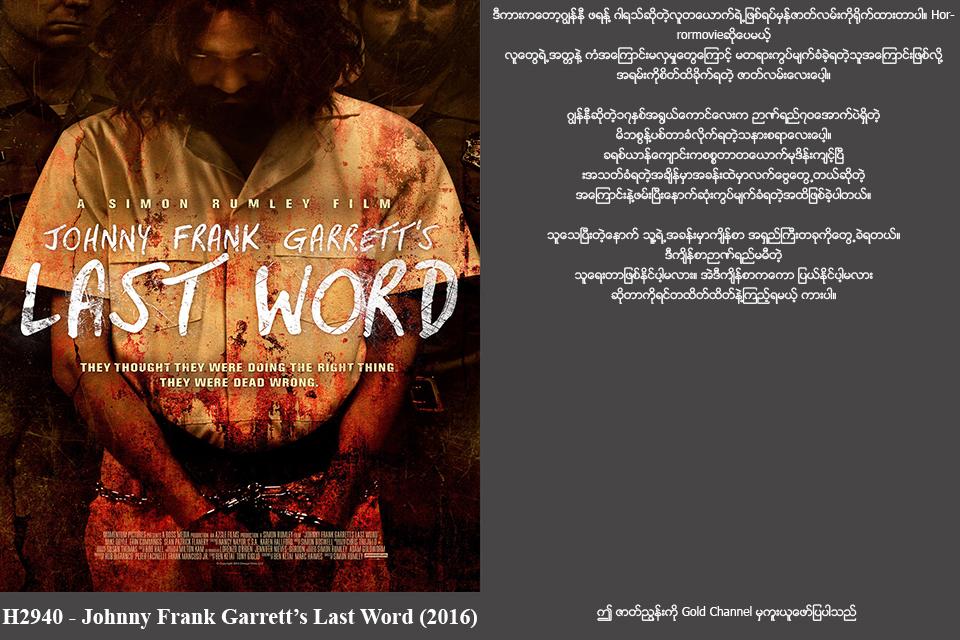 A SIMON RUMLEY FILM
JOHNNY FRANK GARRETT'S
LAST WORD
THEY THOUGHT THEY WERE DOING THE RIGHT THING.
THEY WERE DEAD WRONG.
H2940 - Johnny Frank Garrett’s Last Word (2016)
ဒီကားကတော့ဂျွန်နီ ဖရန့် ဂါရသ်ဆိုတဲ့လူတယောက်ရဲ့ဖြစ်ရပ်မှန်ဇာတ်လမ်းကိုရိုက်ထားတာပါ။ Hor-
rormovieဆိုပေမယ့်
လူတွေရဲ့အတ္တနဲ့ ကံအကြောင်းမလှမှုတွေကြောင့် မတရားကွပ်မျက်ခံခဲ့ရတဲ့သူအကြောင်းဖြစ်လို့
အရမ်းကိုစိတ်ထိခိုက်ရတဲ့ ဇာတ်လမ်းလေးပေါ့။
ဂျွန်နီဆိုတဲ့၁၇နှစ်အရွယ်ကောင်လေးက ဉာဏ်ရည်၇၀အောက်ပဲရှိတဲ့
မိဘစွန့်ပစ်တာခံလိုက်ရတဲ့သနားစရာလေးပေါ့။
ခရစ်ယာန်ကျောင်းကစစ္စတာတယောက်မုဒိန်းကျင့်ပြီ
းအသတ်ခံရတဲ့အချိန်မှာအခန်းထဲမှာလက်ဗွေတွေ့တယ်ဆိုတဲ့
အကြောင်းနဲ့ဖမ်းပြီးနောက်ဆုံးကွပ်မျက်ခံရတဲ့အထိဖြစ်ခဲ့ပါတယ်။
သူသေပြီးတဲ့နောက် သူ့ရဲ့အခန်းမှာကျိန်စာ အရှည်ကြီးတခုကိုတွေ့ခဲ့ရတယ်။
ဒီကျိန်စာဉာဏ်ရည်မမီတဲ့
သူရေးတာဖြစ်နိုင်ပါ့မလား။ အဲဒီကျိန်စာကကော ပြယ်နိုင်ပါ့မလား
ဆိုတာကိုရင်တထိတ်ထိတ်နဲ့ကြည့်ရမယ့် ကားပါ။
ဤ ဇာတ်ညွှန်းကို Gold Channel မှကူးယူဖော်ပြပါသည်